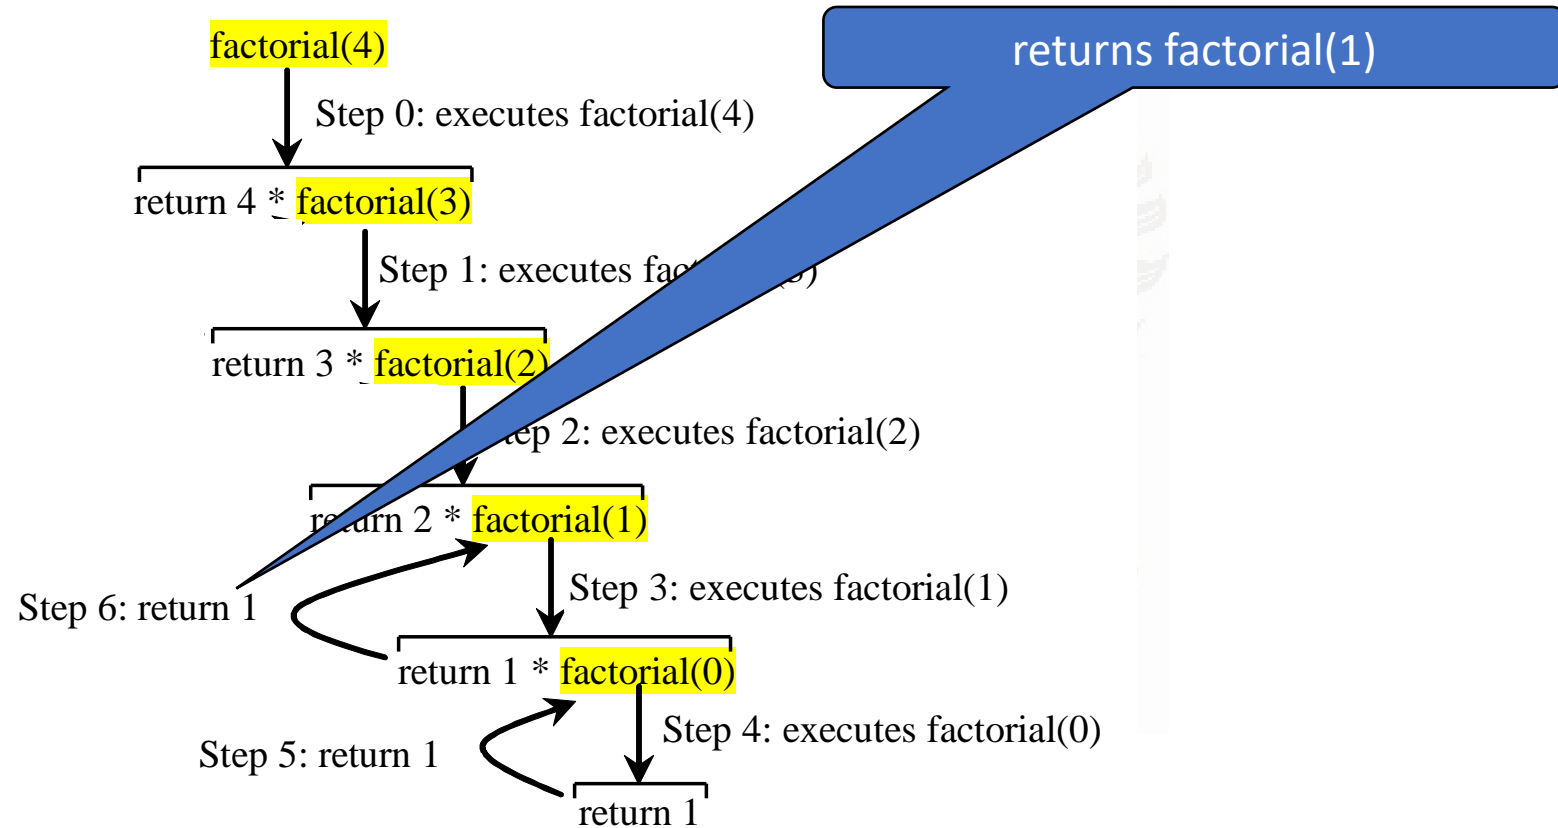 factorial(4)
returns factorial(1)
Step 0: executes factorial(4)
return 4 * factorial(3)
Step 1: executes
return 3 * factorial(2)
2: executes factorial(2)
return 2 * factorial(1)
Step 3: executes factorial(1)
Step 6: return 1
return 1 * factorial(0)
Step 4: executes factorial(0)
Step 5: return 1
return 1